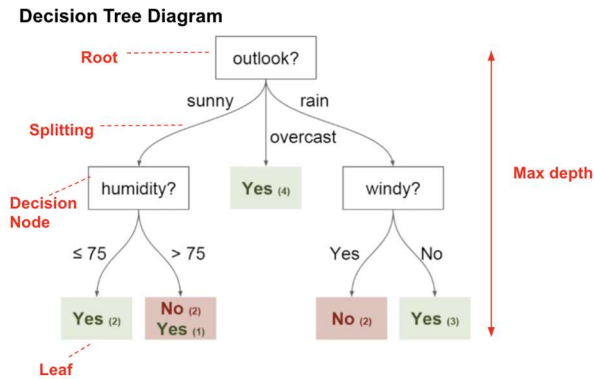 Decision Tree Diagram
Root
outlook?
sunny
rain
Splitting
overcast
Max depth
humidity?
Yes (4)
windy?
Decision
Node
≤ 75
> 75
Yes
No
Yes (2)
No (2)
Yes (1)
No (2)
Yes (3)
Leaf